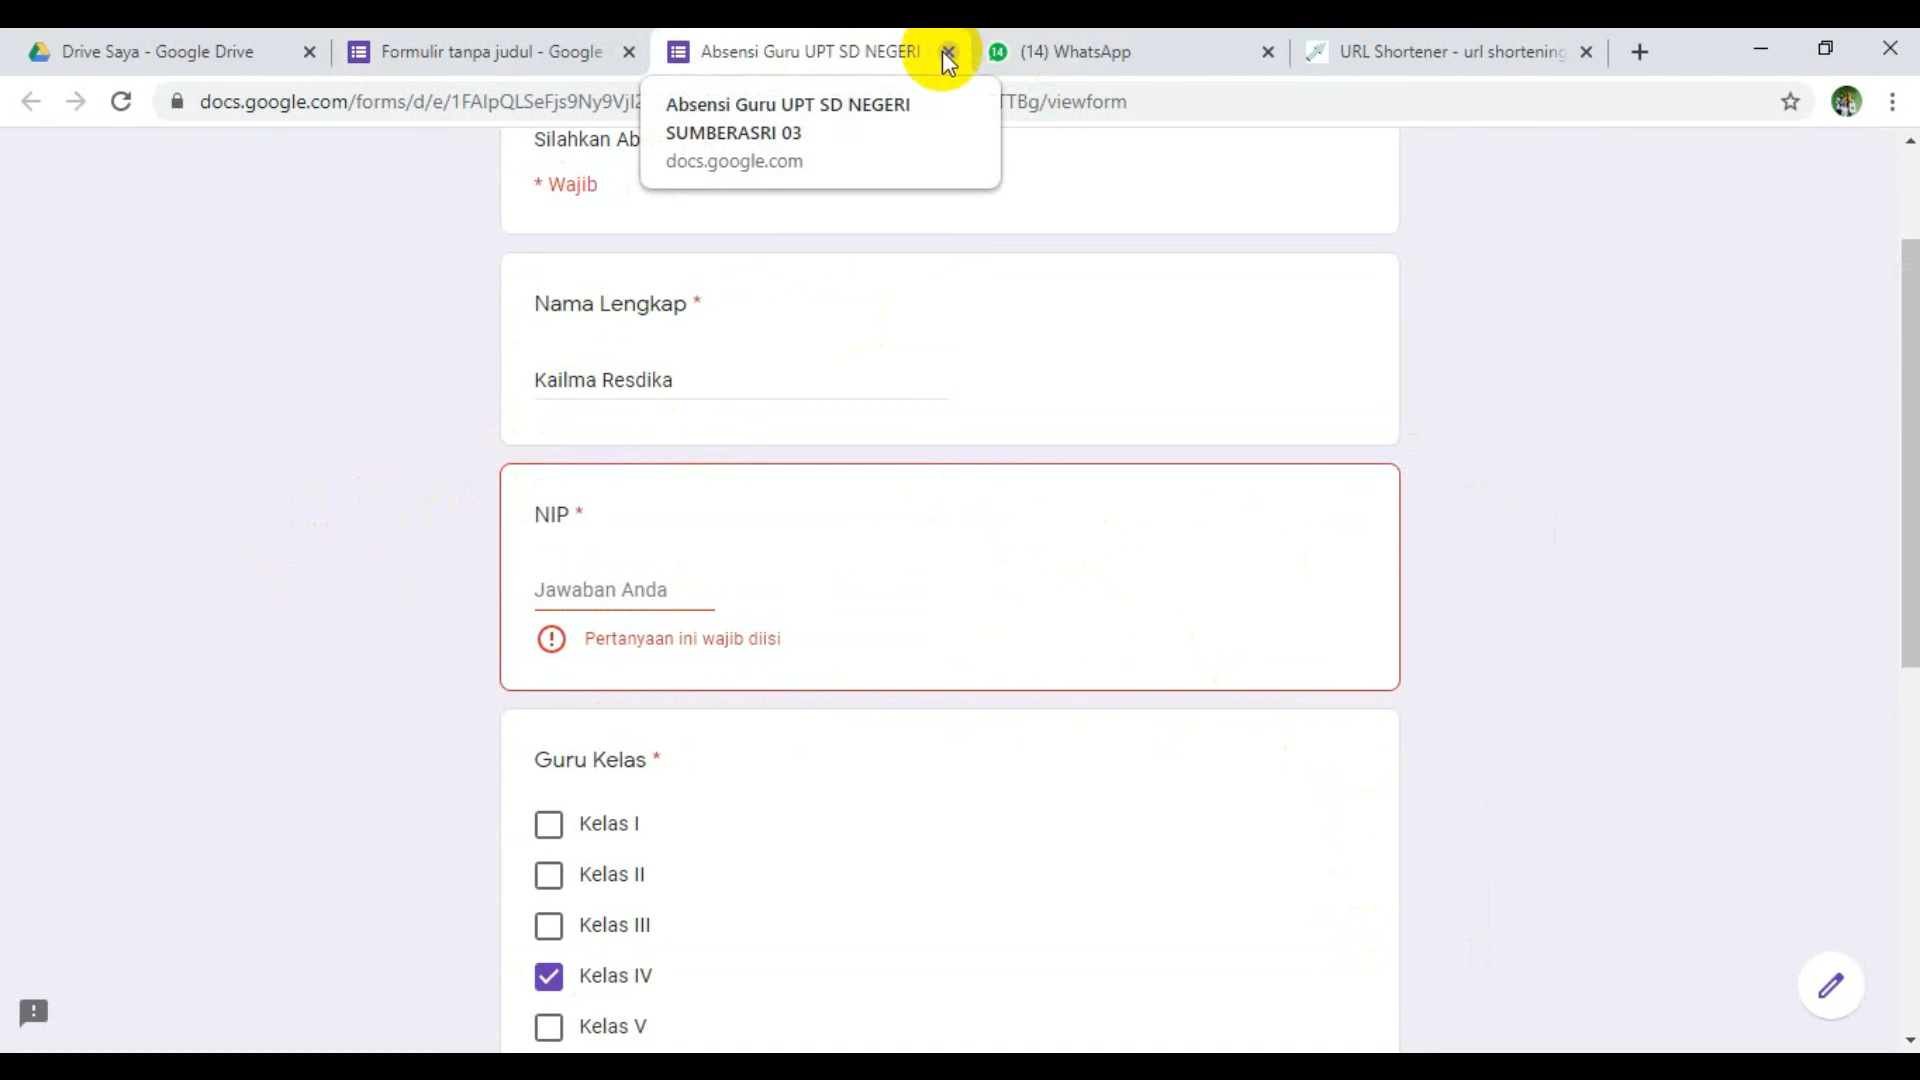 Drive Saya - Google Drive
Formulir tanpa judul - Google
Absensi Guru UPT SD NEGERI
14
(14) WhatsApp
URL Shortener - url shortening
docs.google.com/forms/d/e/1FAIpQLSeFjs9Ny9VjI
TTBg/viewform
Absensi Guru UPT SD NEGERI
SUMBERASRI 03
docs.google.com
Silahkan Ab
* Wajib
Nama Lengkap *
Kailma Resdika
NIP *
Jawaban Anda
Pertanyaan ini wajib diisi
Guru Kelas *
Kelas I
Kelas II
Kelas III
Kelas IV
Kelas V